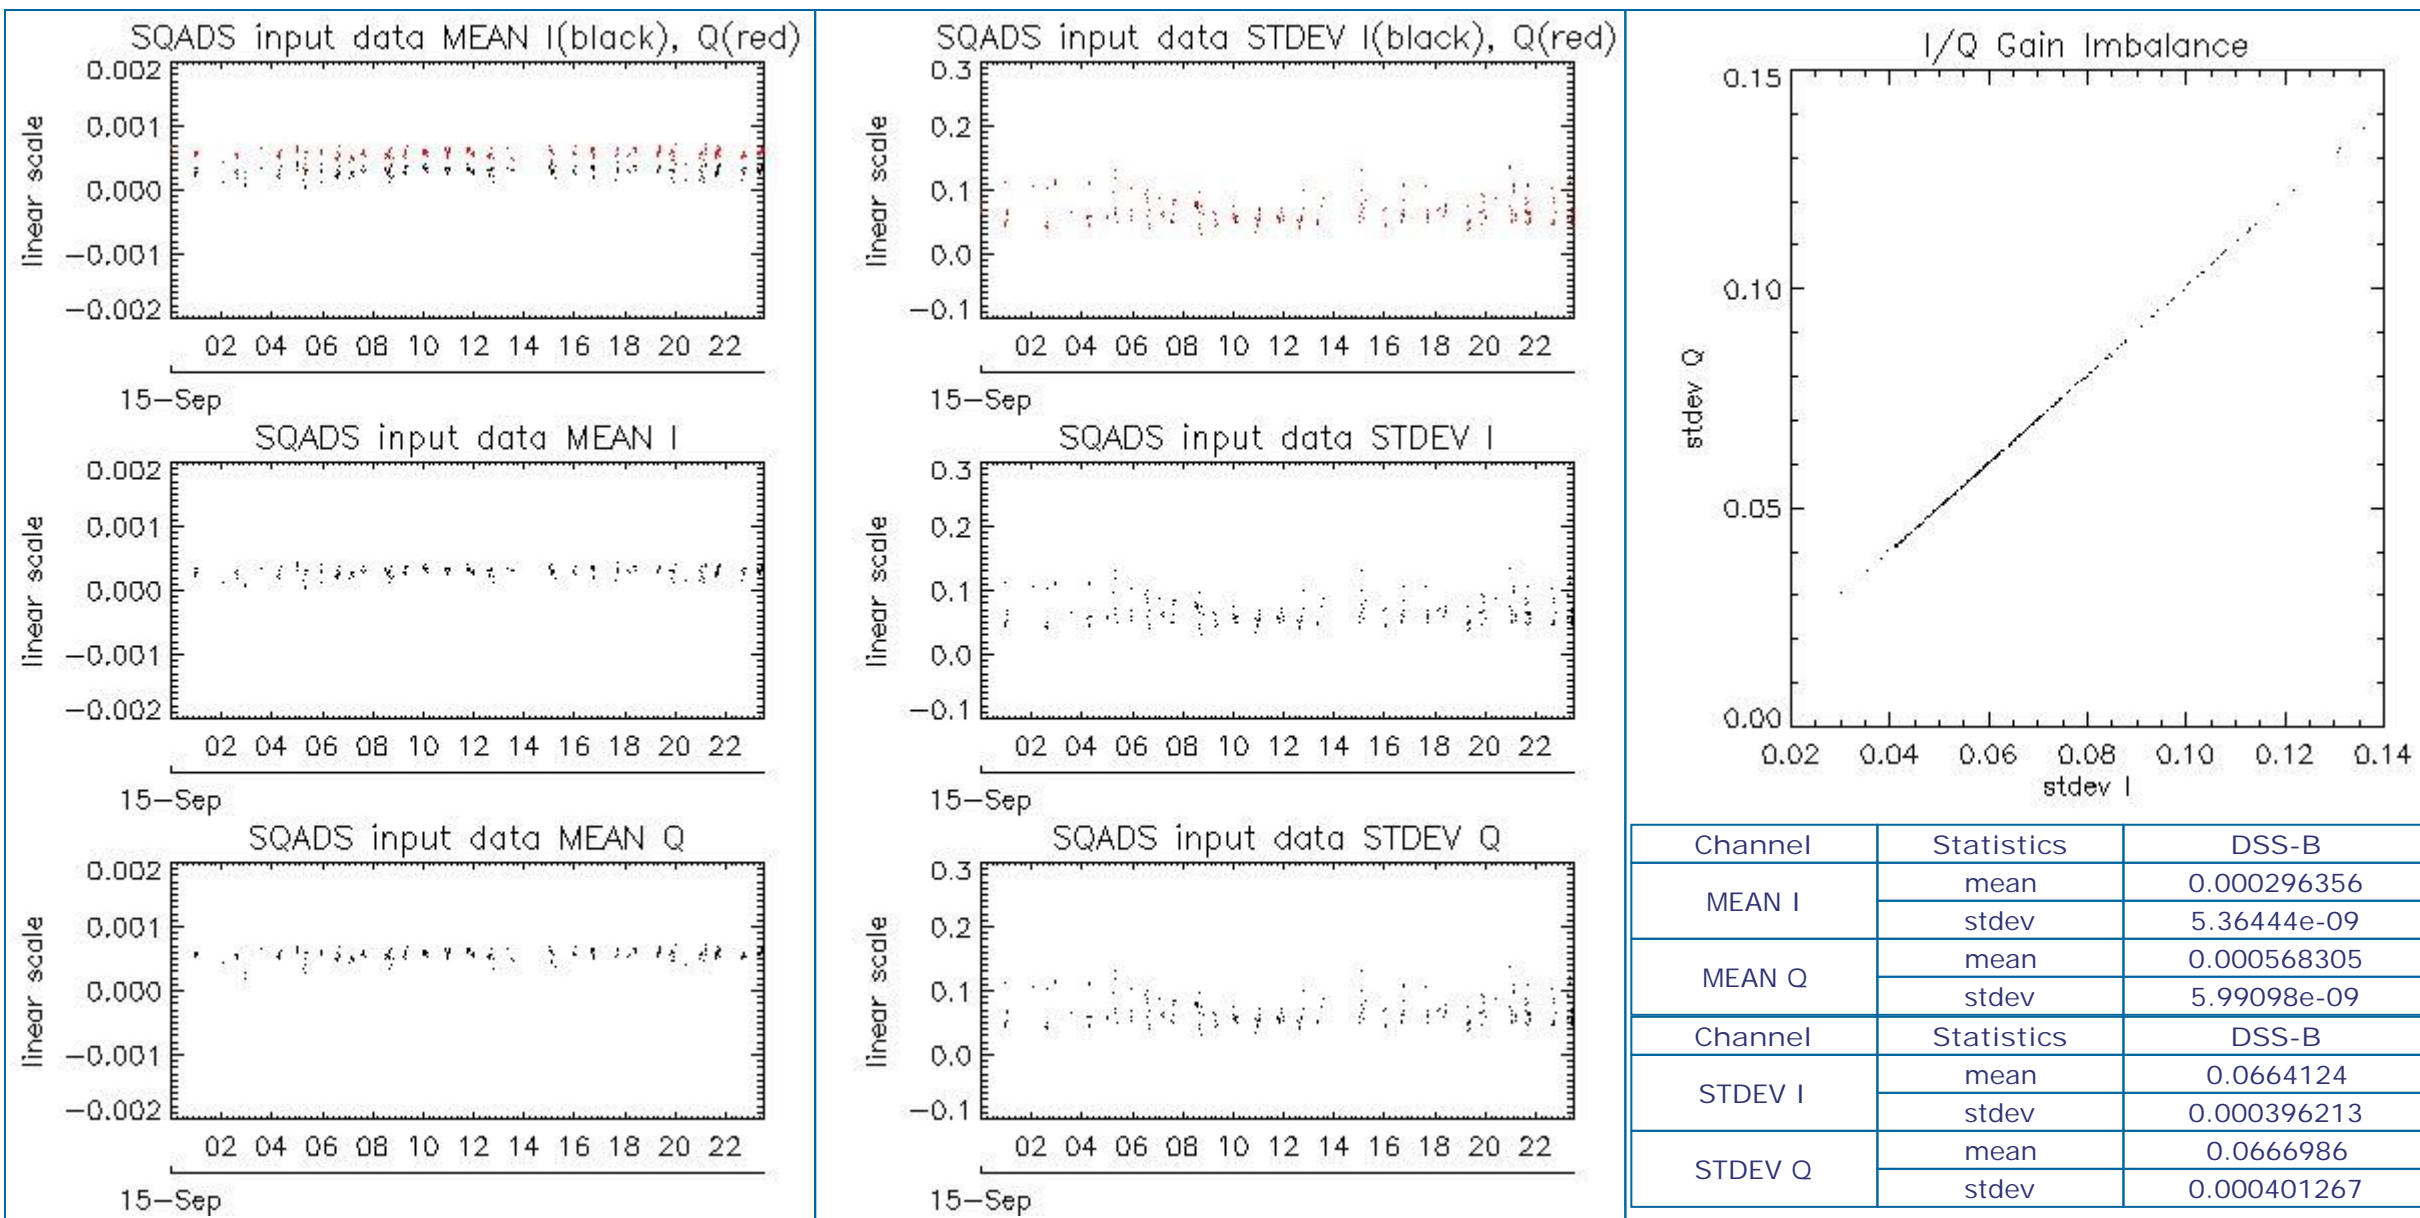 SQADS input data MEAN I(black), Q(red)
0.002
0.001
0.000
-0.001
-0.002
linear scale
02 04 06 08 10 12 14 16 18 20 22
15-Sep
SQADS input data MEAN I
0.002
0.001
0.000
-0.001
-0.002
linear scale
02 04 06 08 10 12 14 16 18 20 22
15-Sep
SQADS input data MEAN Q
0.002
0.001
0.000
-0.001
-0.002
linear scale
02 04 06 08 10 12 14 16 18 20 22
15-Sep
SQADS input data STDEV I(black), Q(red)
0.3
0.2
0.1
0.0
-0.1
linear scale
02 04 06 08 10 12 14 16 18 20 22
15-Sep
SQADS input data STDEV I
0.3
0.2
0.1
0.0
-0.1
linear scale
02 04 06 08 10 12 14 16 18 20 22
15-Sep
SQADS input data STDEV Q
0.3
0.2
0.1
0.0
-0.1
linear scale
02 04 06 08 10 12 14 16 18 20 22
15-Sep
I/Q Gain Imbalance
0.15
0.10
0.05
0.00
stdev Q
0.02 0.04 0.06 0.08 0.10 0.12 0.14
stdev I
Channel Statistics DSS-B
MEAN I mean 0.000296356
stdev 5.36444e-09
MEAN Q mean 0.000568305
stdev 5.99098e-09
Channel Statistics DSS-B
STDEV I mean 0.0664124
stdev 0.000396213
STDEV Q mean 0.0666986
stdev 0.000401267